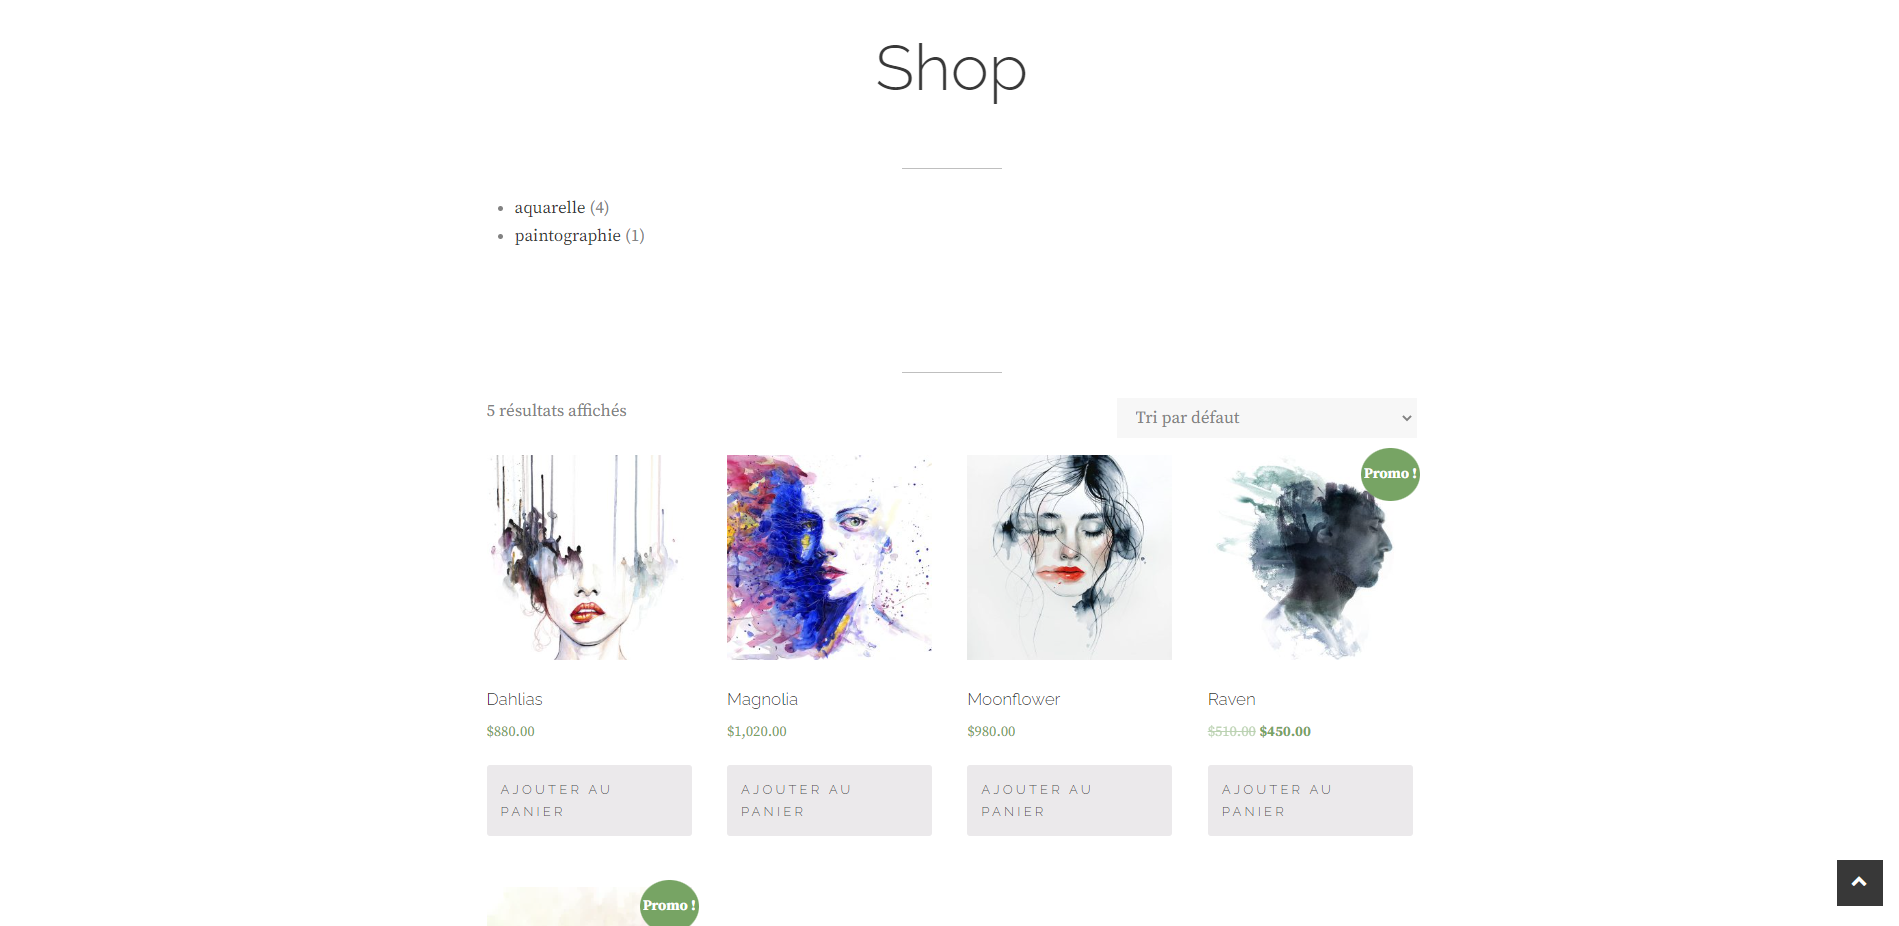 Shop
aquarelle (4)
paintographie (1)
5 résultats affichés
Tri par défaut
Promo !
Dahlias
Magnolia
Moonflower
Raven
$880.00
$1,020.00
$980.00
$510.00 $450.00
AJOUTER AU
PANIER
AJOUTER AU
PANIER
AJOUTER AU
PANIER
AJOUTER AU
PANIER
Promo !